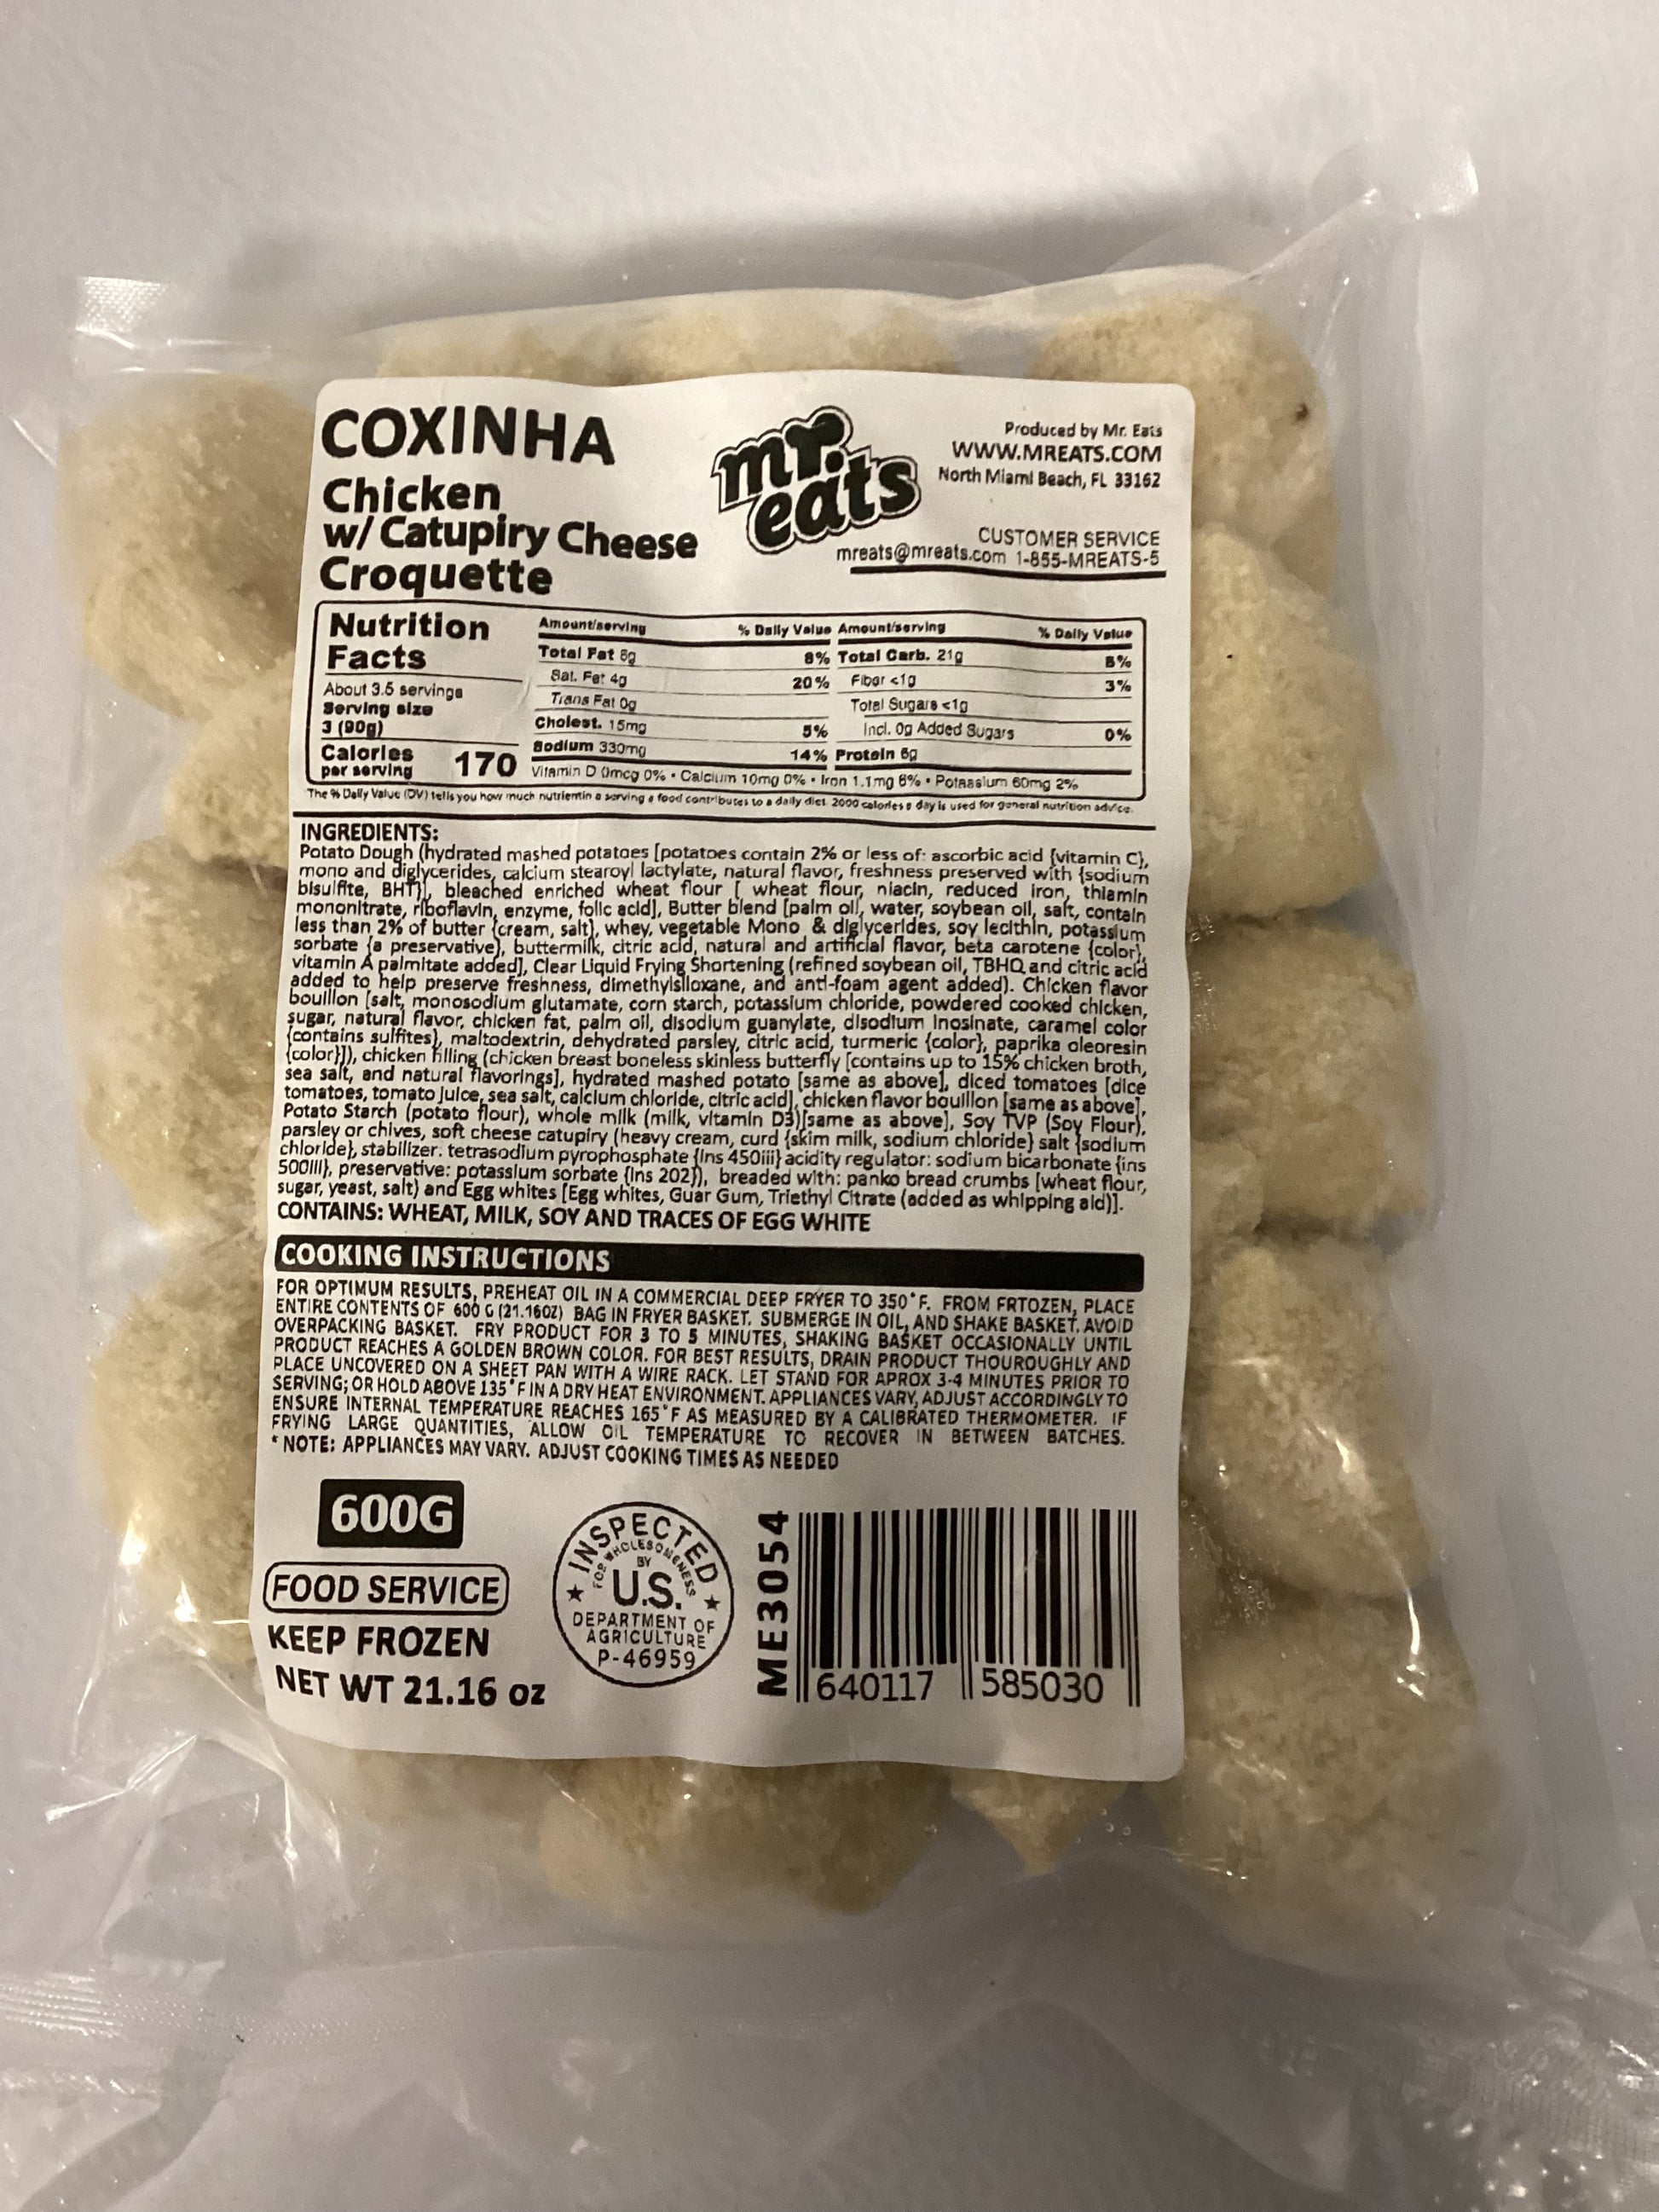 COXINHA
Chicken
w/ Catupiry Cheese
Croquette
mr.
eats
Produced by Mr. Eats
WWW.MREATS.COM
North Miami Beach, FL 33162
CUSTOMER SERVICE
mreats@mreats.com 1-855-MREATS-5
Nutrition
Facts
About 3.5 servings
Serving size
3 (90g)
Calories
per serving 170
Amount/serving % Daily Value
Total Fat 6g 8%
Sat. Fat 4g 20%
Trans Fat 0g
Cholest. 15mg 5%
Sodium 330mg 14%
Amount/serving % Daily Value
Total Carb. 21g 8%
Fiber <1g 3%
Total Sugars <1g
Incl. 0g Added Sugars 0%
Protein 6g
Vitamin D 0mcg 0% • Calcium 10mg 0% • Iron 1.1mg 6% • Potassium 60mg 2%
The % Daily Value (DV) tells you how much nutrientin a serving a food contributes to a daily diet. 2000 calories a day is used for general nutrition advice.
INGREDIENTS:
Potato Dough (hydrated mashed potatoes [potatoes contain 2% or less of: ascorbic acid {vitamin C},
mono and diglycerides, calcium stearoyl lactylate, natural flavor, freshness preserved with {sodium
bisulfite, BHT}], bleached enriched wheat flour [ wheat flour, niacin, reduced iron, thiamin
mononitrate, riboflavin, enzyme, folic acid], Butter blend [palm oil, water, soybean oil, salt, contain
less than 2% of butter {cream, salt}, whey, vegetable Mono & diglycerides, soy lecithin, potassium
sorbate {a preservative}, buttermilk, citric acid, natural and artificial flavor, beta carotene {color},
vitamin A palmitate added], Clear Liquid Frying Shortening (refined soybean oil, TBHQ and citric acid
added to help preserve freshness, dimethylsiloxane, and anti-foam agent added). Chicken flavor
bouillon [salt, monosodium glutamate, corn starch, potassium chloride, powdered cooked chicken,
sugar, natural flavor, chicken fat, palm oil, disodium guanylate, disodium inosinate, caramel color
{contains sulfites}, maltodextrin, dehydrated parsley, citric acid, turmeric {color}, paprika oleoresin
{color}]), chicken filling (chicken breast boneless skinless butterfly [contains up to 15% chicken broth,
sea salt, and natural flavorings], hydrated mashed potato [same as above], diced tomatoes [dice
tomatoes, tomato juice, sea salt, calcium chloride, citric acid], chicken flavor bouillon [same as above],
Potato Starch (potato flour), whole milk (milk, vitamin D3)[same as above], Soy TVP (Soy Flour),
parsley or chives, soft cheese catupiry (heavy cream, curd {skim milk, sodium chloride} salt {sodium
chloride}, stabilizer: tetrasodium pyrophosphate {Ins 450iii} acidity regulator: sodium bicarbonate {ins
500III}, preservative: potassium sorbate {Ins 202}), breaded with: panko bread crumbs [wheat flour,
sugar, yeast, salt) and Egg whites [Egg whites, Guar Gum, Triethyl Citrate (added as whipping aid)].
CONTAINS: WHEAT, MILK, SOY AND TRACES OF EGG WHITE
COOKING INSTRUCTIONS
FOR OPTIMUM RESULTS, PREHEAT OIL IN A COMMERCIAL DEEP FRYER TO 350°F. FROM FRTOZEN, PLACE
ENTIRE CONTENTS OF 600 G (21.16OZ) BAG IN FRYER BASKET. SUBMERGE IN OIL, AND SHAKE BASKET. AVOID
OVERPACKING BASKET. FRY PRODUCT FOR 3 TO 5 MINUTES, SHAKING BASKET OCCASIONALLY UNTIL
PRODUCT REACHES A GOLDEN BROWN COLOR. FOR BEST RESULTS, DRAIN PRODUCT THOUROUGHLY AND
PLACE UNCOVERED ON A SHEET PAN WITH A WIRE RACK. LET STAND FOR APROX 3-4 MINUTES PRIOR TO
SERVING; OR HOLD ABOVE 135°F IN A DRY HEAT ENVIRONMENT. APPLIANCES VARY, ADJUST ACCORDINGLY TO
ENSURE INTERNAL TEMPERATURE REACHES 165°F AS MEASURED BY A CALIBRATED THERMOMETER. IF
FRYING LARGE QUANTITIES, ALLOW OIL TEMPERATURE TO RECOVER IN BETWEEN BATCHES.
* NOTE: APPLIANCES MAY VARY. ADJUST COOKING TIMES AS NEEDED
600G
FOOD SERVICE
KEEP FROZEN
NET WT 21.16 oz
INSPECTED
FOR WHOLESOMENESS
BY
U.S.
DEPARTMENT OF
AGRICULTURE
P-46959
ME3054
640117 585030